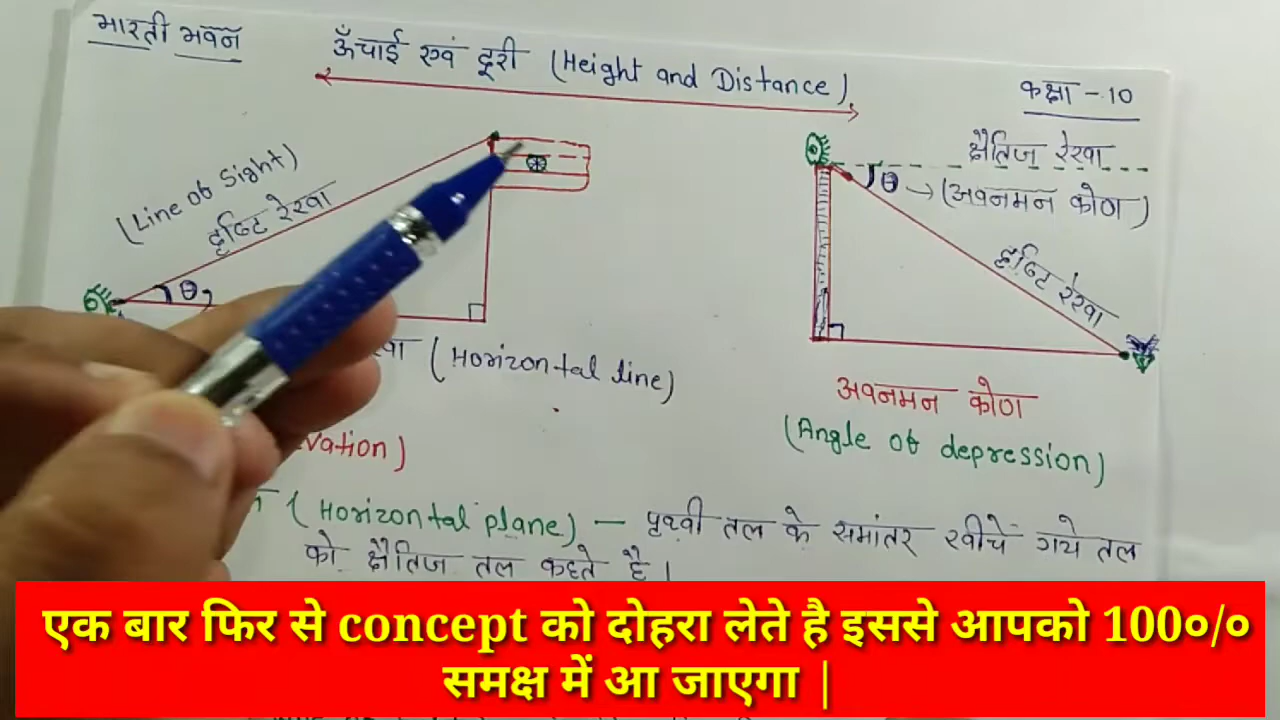 भारती भवन
ऊँचाई एवं दूरी (Height and Distance)
कक्षा - 10
(Line of Sight)
दृष्टि रेखा
θ
क्षैतिज रेखा
θ → (अवनमन कोण)
दृष्टि रेखा
(Horizontal line)
अवनमन कोण
(Angle of depression)
vation)
(Horizontal plane) — पृथ्वी तल के समांतर खींचे गये तल
को क्षैतिज तल कहते है।
एक बार फिर से concept को दोहरा लेते है इससे आपको 100०/०
समक्ष में आ जाएगा |